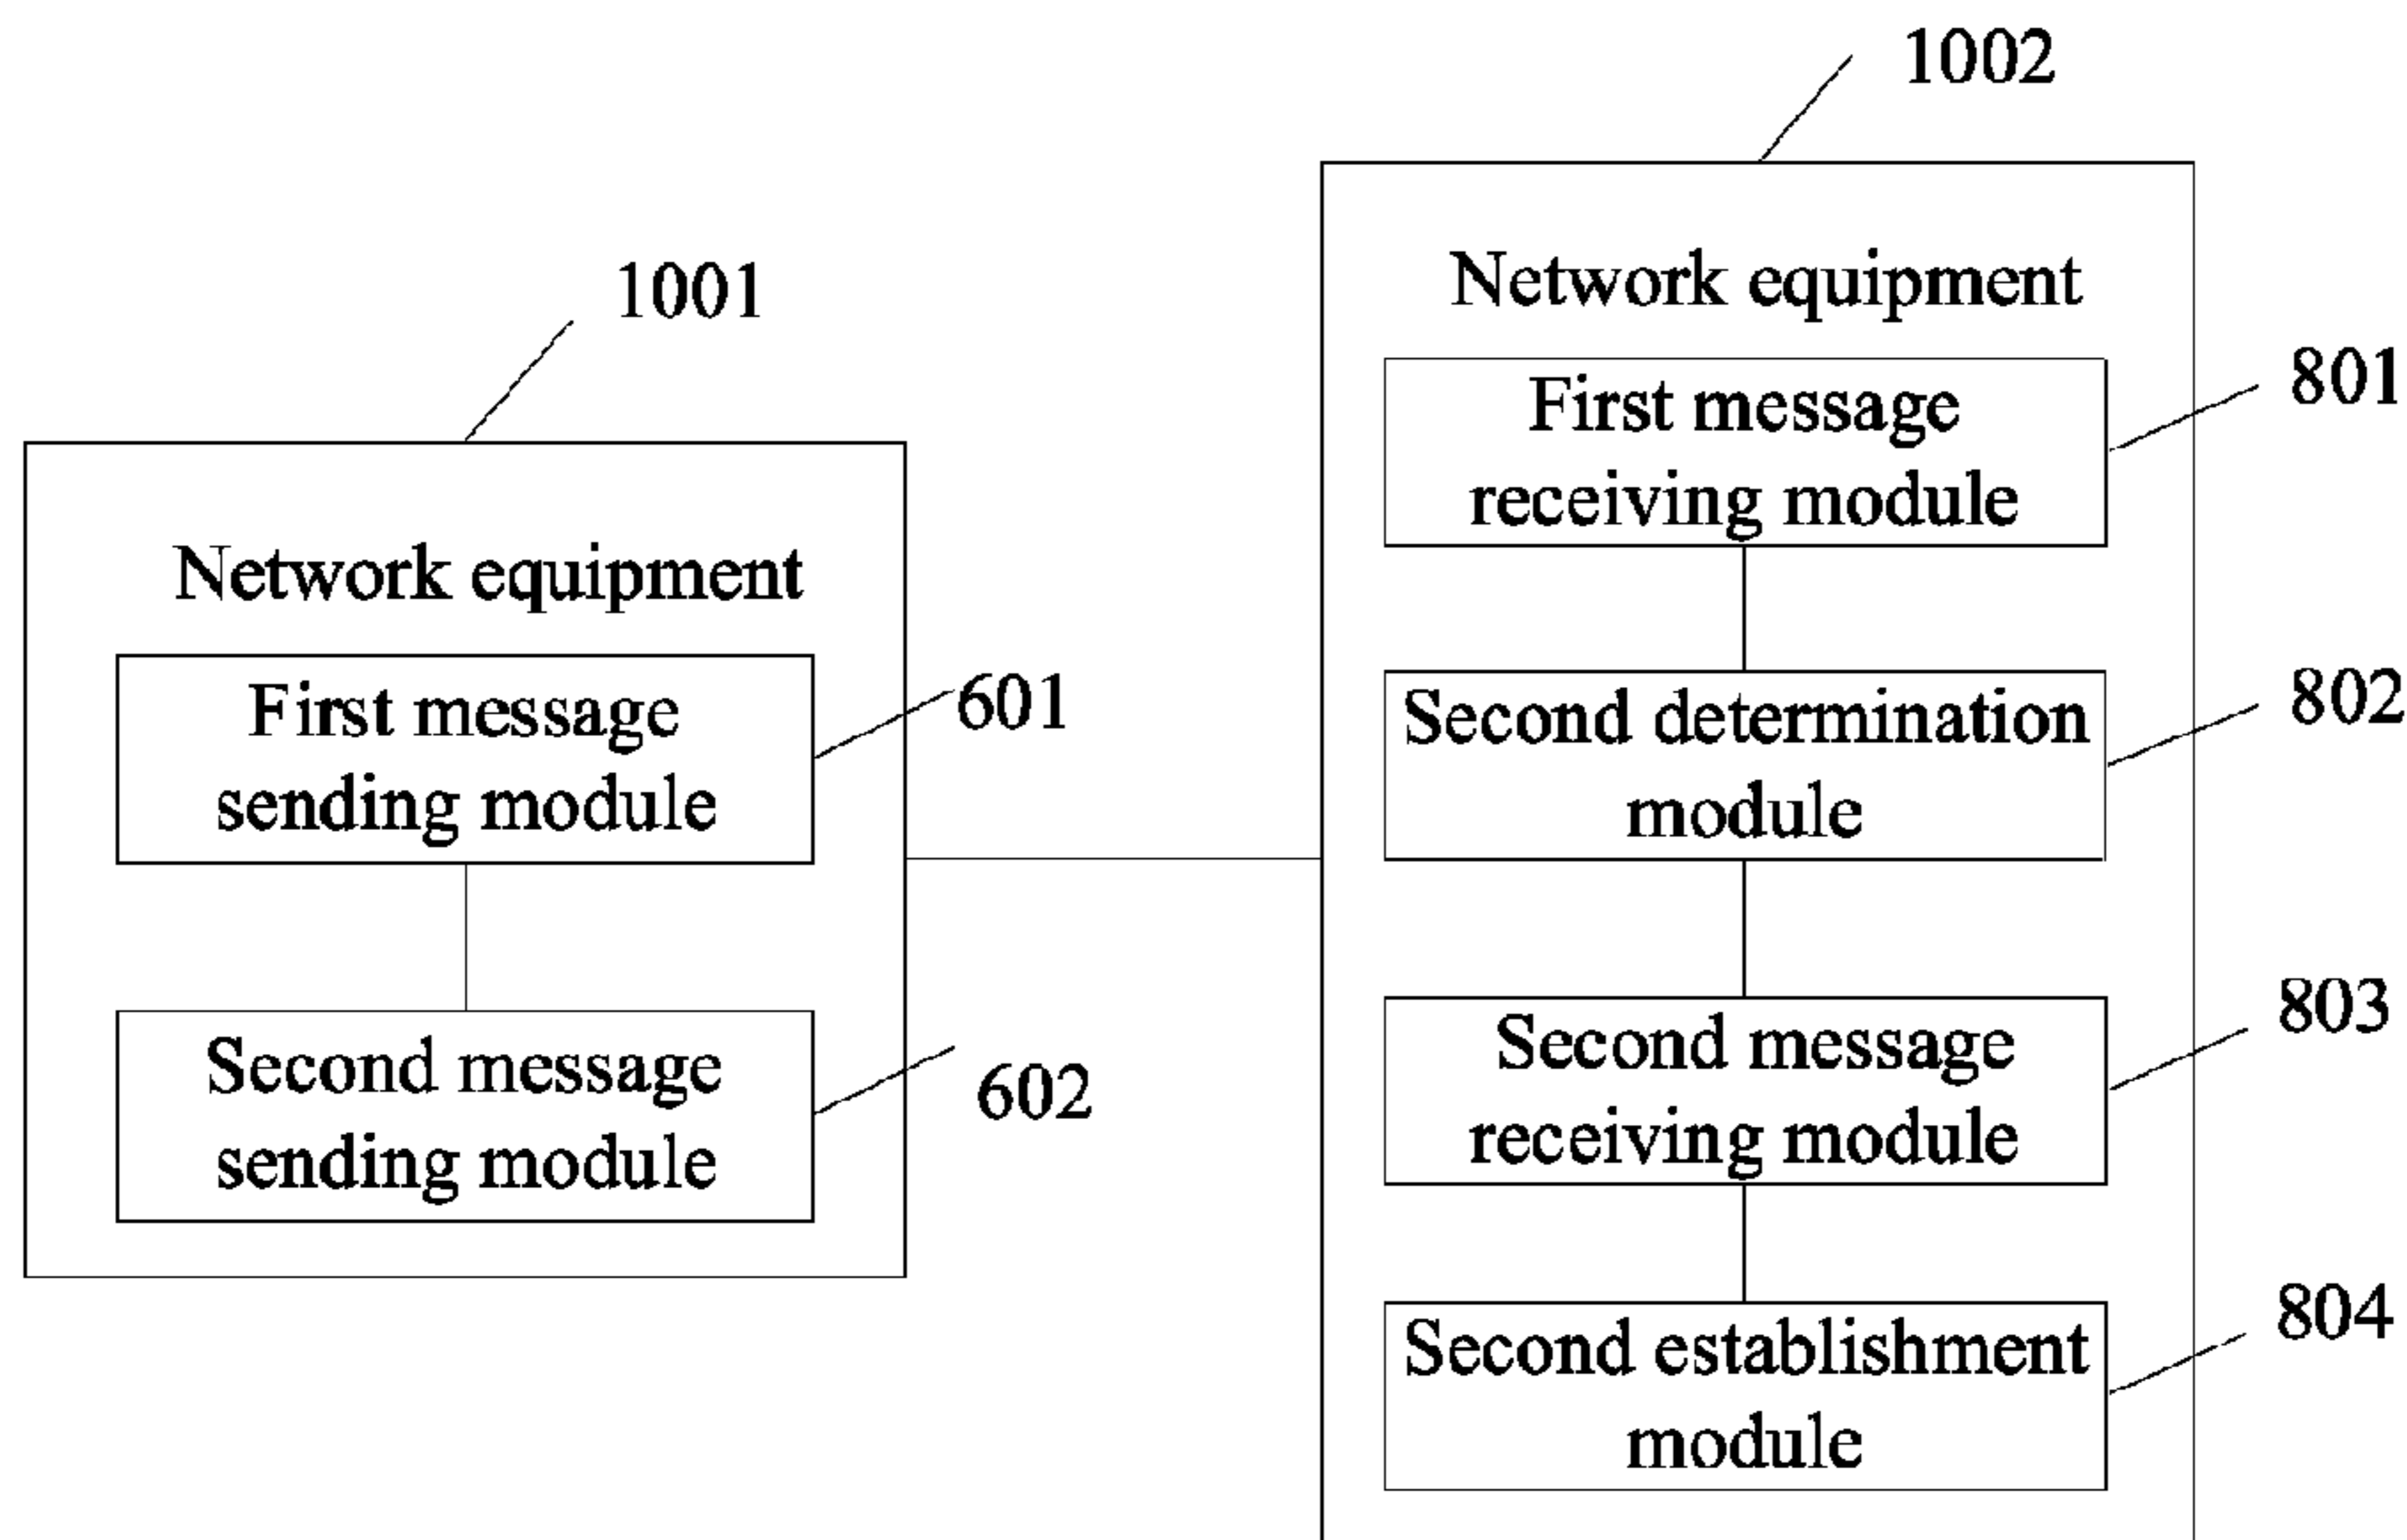 1001
Network equipment
First message
sending module
601
Second message
sending module
602
1002
Network equipment
First message
receiving module
801
Second determination
module
802
Second message
receiving module
803
Second establishment
module
804